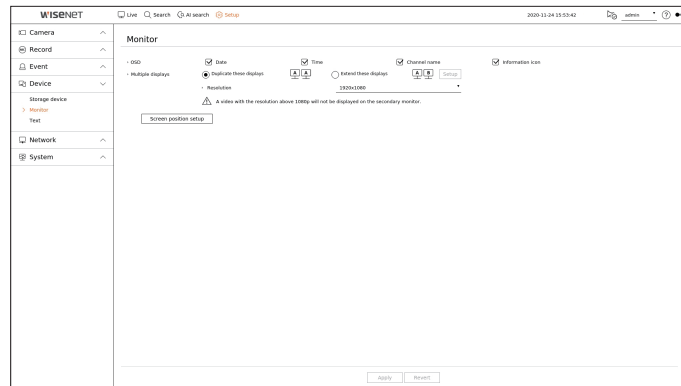 WISENET
Live Search AI search Setup 2020-11-24 15:53:42 admin ?
Camera
Record
Event
Device
Storage device
> Monitor
Text
Network
System
Monitor
• OSD Date Time Channel name Information icon
• Multiple displays Duplicate these displays A A Extend these displays A B Setup
• Resolution 1920x1080
A video with the resolution above 1080p will not be displayed on the secondary monitor.
Screen position setup
Apply Revert